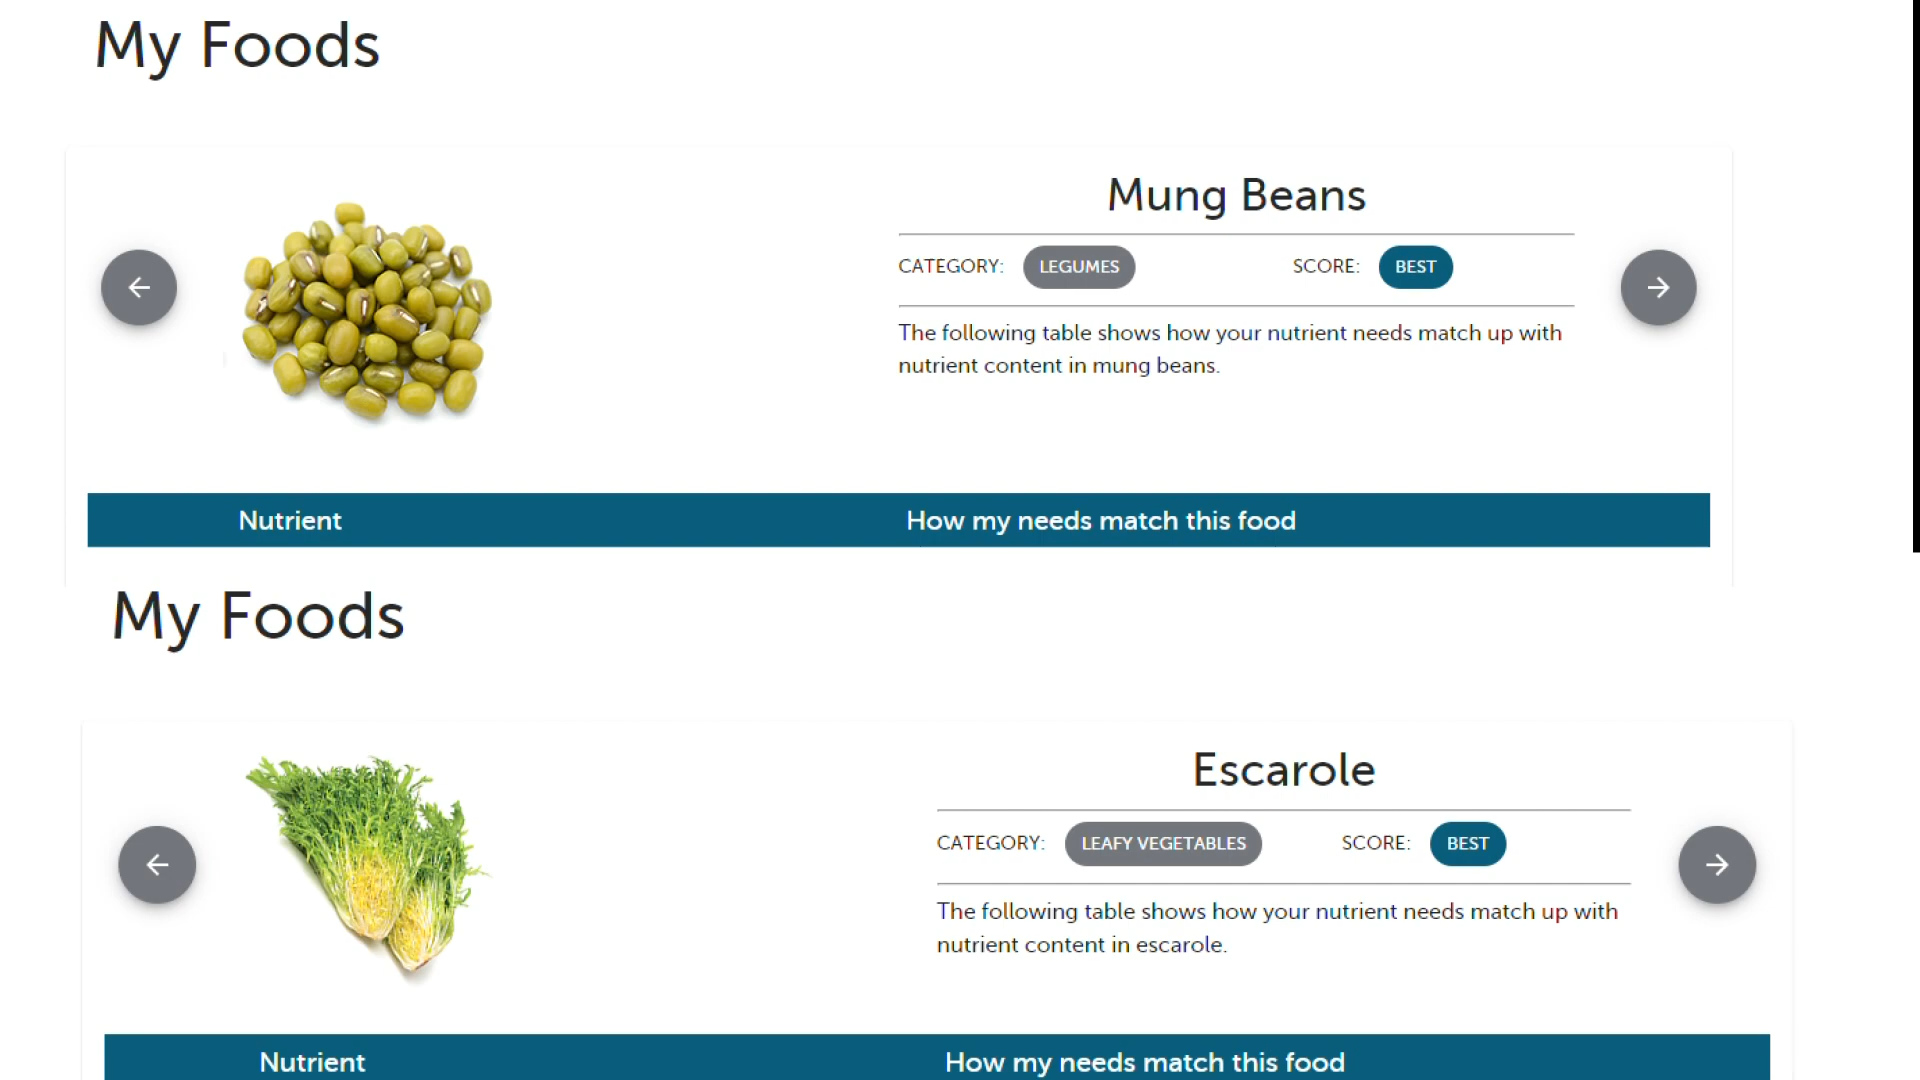 My Foods
Mung Beans
CATEGORY: LEGUMES SCORE: BEST
The following table shows how your nutrient needs match up with
nutrient content in mung beans.
Nutrient How my needs match this food
My Foods
Escarole
CATEGORY: LEAFY VEGETABLES SCORE: BEST
The following table shows how your nutrient needs match up with
nutrient content in escarole.
Nutrient How my needs match this food